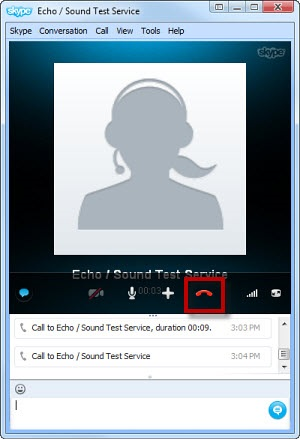 skype Echo / Sound Test Service
Skype Conversation Call View Tools Help
skype
Echo / Sound Test Service
00:03
Call to Echo / Sound Test Service, duration 00:09. 3:03 PM
Call to Echo / Sound Test Service 3:04 PM